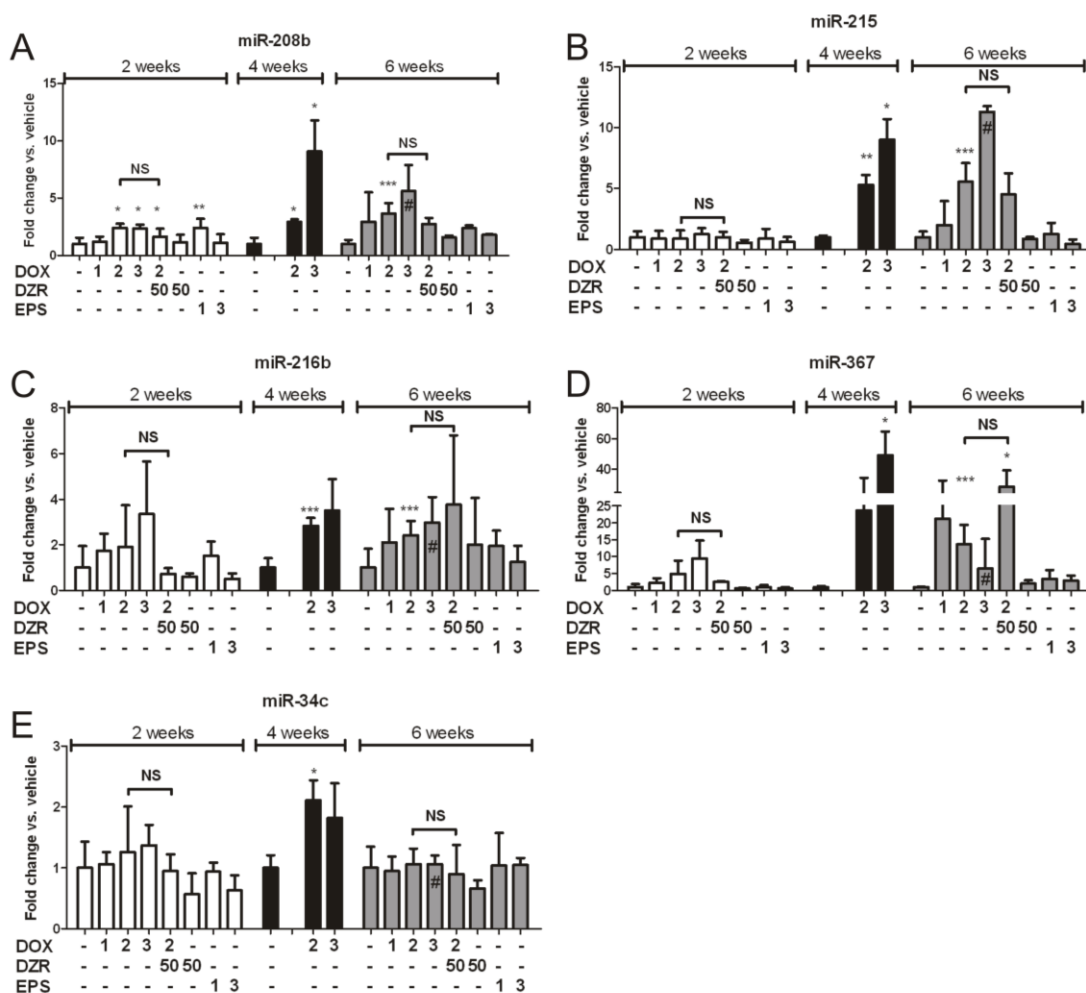 A
miR-208b
2 weeks 4 weeks 6 weeks
Fold change vs. vehicle
15
10
5
0
* * NS * ** * * *** NS #
DOX - 1 2 3 2 - - - - 2 3 - 1 2 3 2 - - -
DZR - - - - 50 50 - - - - - - - - - 50 50 - -
EPS - - - - - - 1 3 - - - - - - - - - 1 3
B
miR-215
2 weeks 4 weeks 6 weeks
Fold change vs. vehicle
15
10
5
0
NS ** * *** NS #
DOX - 1 2 3 2 - - - - 2 3 - 1 2 3 2 - - -
DZR - - - - 50 50 - - - - - - - - - 50 50 - -
EPS - - - - - - 1 3 - - - - - - - - - 1 3
C
miR-216b
2 weeks 4 weeks 6 weeks
Fold change vs. vehicle
8
6
4
2
0
NS *** *** NS #
DOX - 1 2 3 2 - - - - 2 3 - 1 2 3 2 - - -
DZR - - - - 50 50 - - - - - - - - - 50 50 - -
EPS - - - - - - 1 3 - - - - - - - - - 1 3
D
miR-367
2 weeks 4 weeks 6 weeks
Fold change vs. vehicle
80
60
40
25
20
15
10
5
0
NS * *** NS * #
DOX - 1 2 3 2 - - - - 2 3 - 1 2 3 2 - - -
DZR - - - - 50 50 - - - - - - - - - 50 50 - -
EPS - - - - - - 1 3 - - - - - - - - - 1 3
E
miR-34c
2 weeks 4 weeks 6 weeks
Fold change vs. vehicle
3
2
1
0
NS * NS #
DOX - 1 2 3 2 - - - - 2 3 - 1 2 3 2 - - -
DZR - - - - 50 50 - - - - - - - - - 50 50 - -
EPS - - - - - - 1 3 - - - - - - - - - 1 3